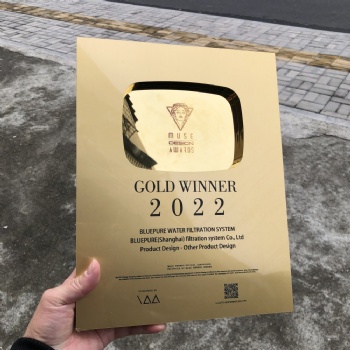 MUSE
DESIGN
AWARDS
GOLD WINNER
2022
BLUEPURE WATER FILTRATION SYSTEM
BLUEPURE(Shanghai) filtration system Co., Ltd
Product Design - Other Product Design